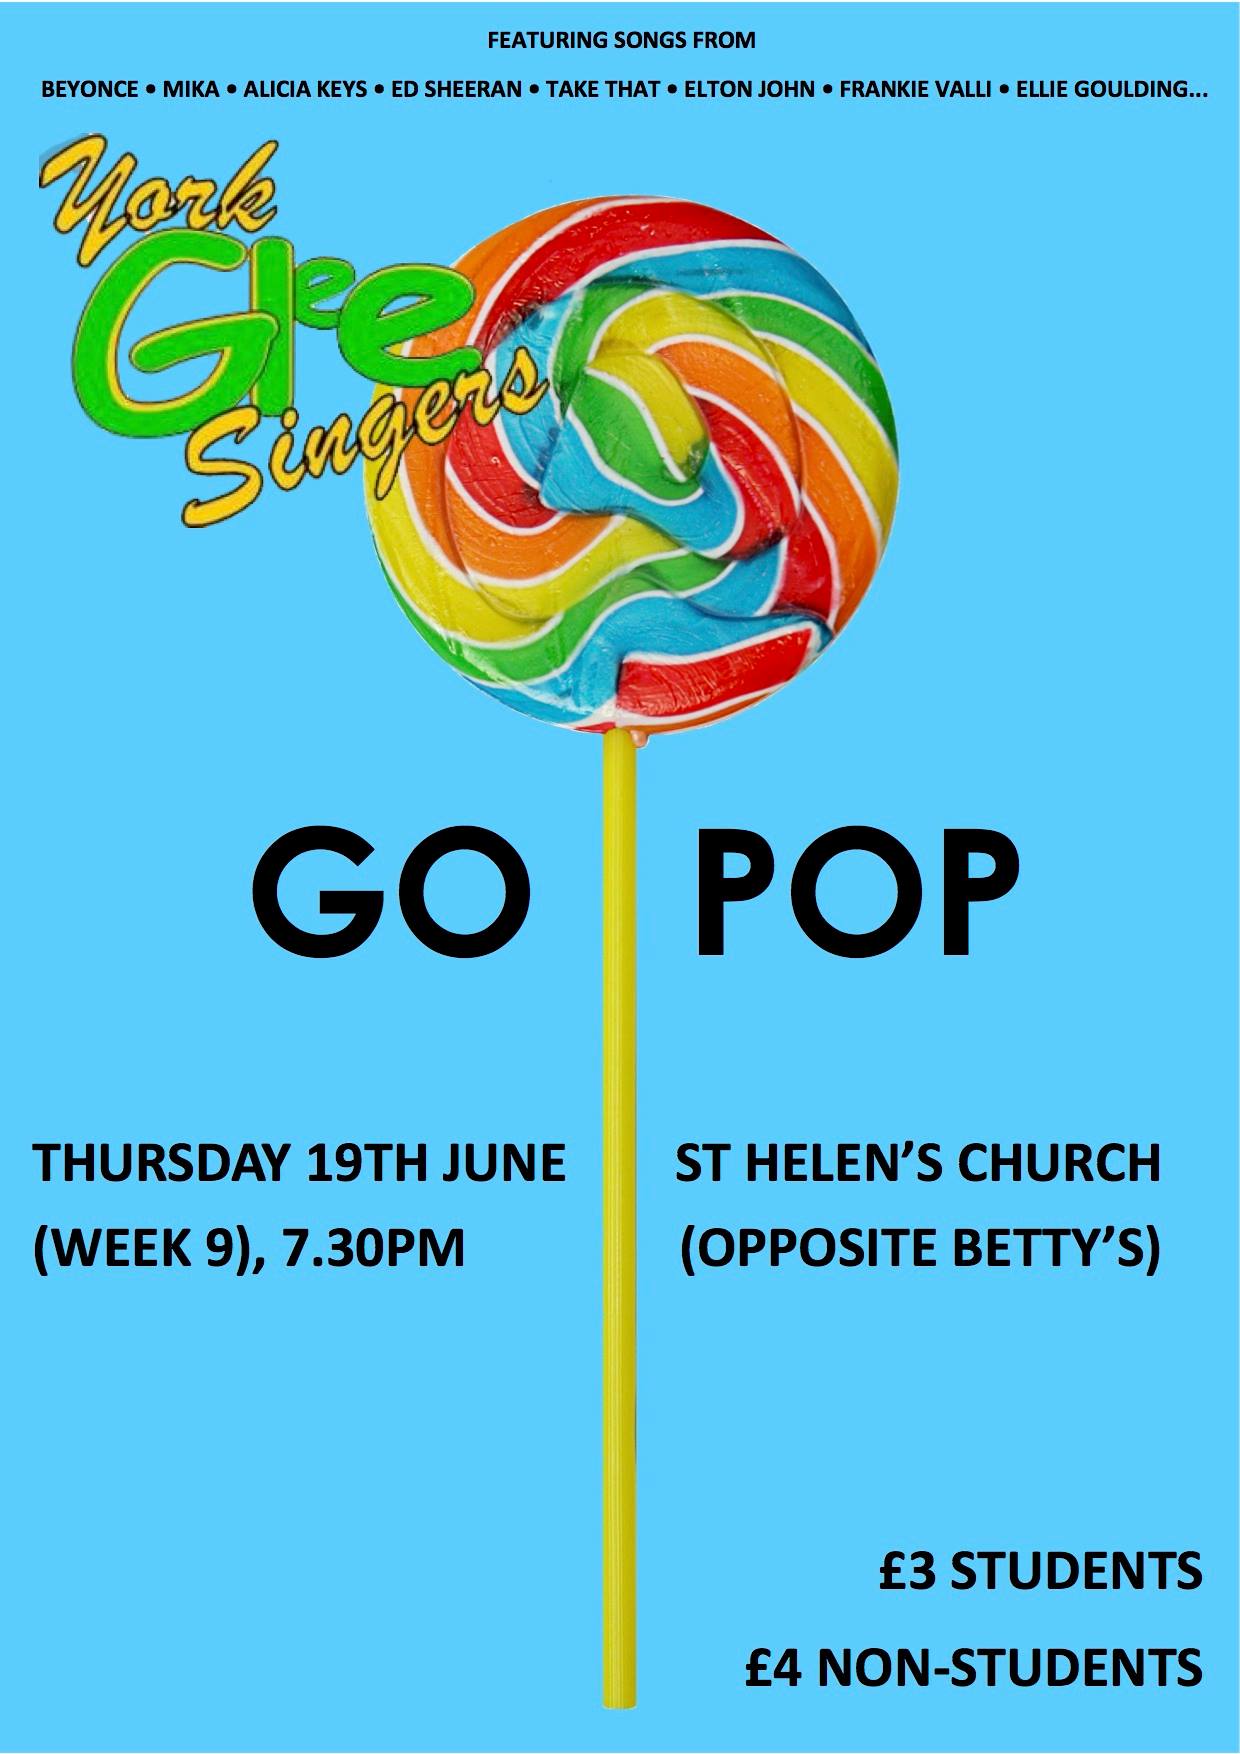 FEATURING SONGS FROM
BEYONCE • MIKA • ALICIA KEYS • ED SHEERAN • TAKE THAT • ELTON JOHN • FRANKIE VALLI • ELLIE GOULDING...
York
Glee
Singers
GO POP
THURSDAY 19TH JUNE
(WEEK 9), 7.30PM
ST HELEN’S CHURCH
(OPPOSITE BETTY’S)
£3 STUDENTS
£4 NON-STUDENTS